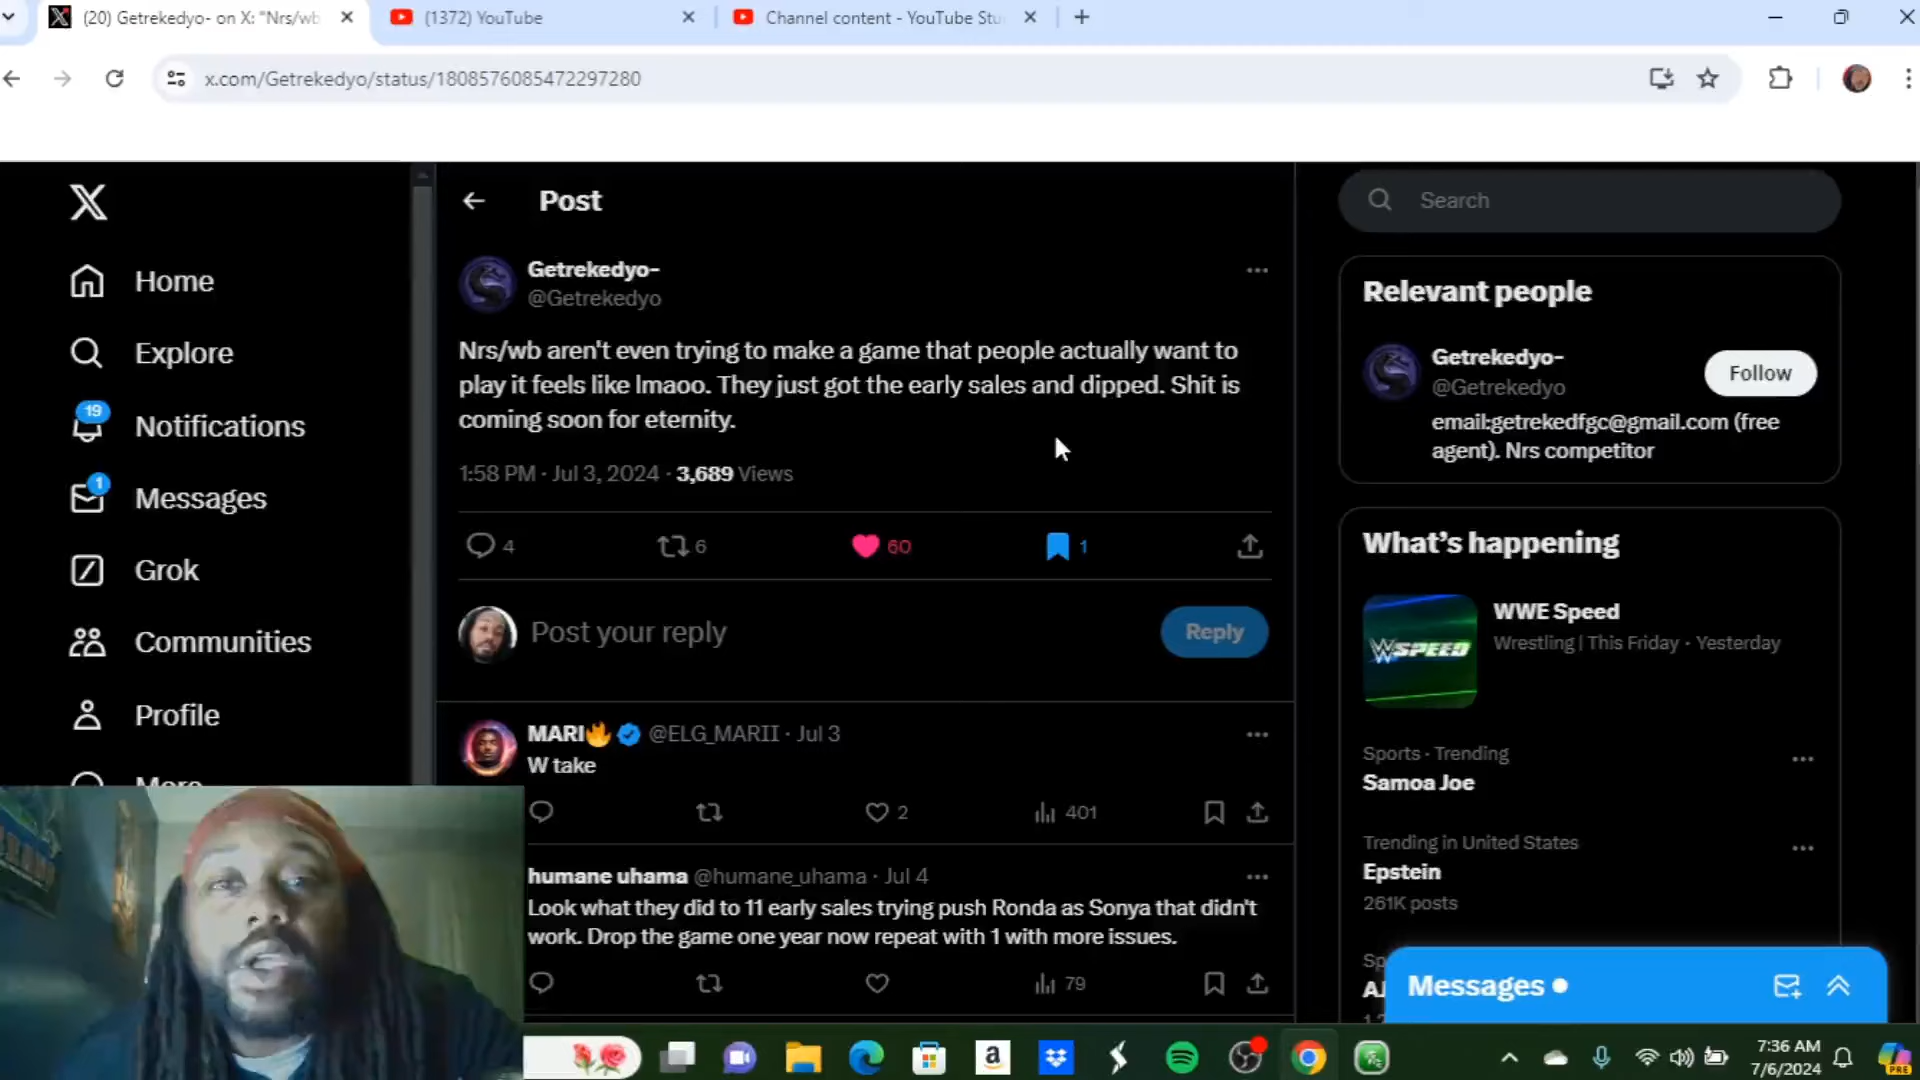 (20) Getrekedyo- on X: "Nrs/wb
(1372) YouTube
Channel content - YouTube Stu
x.com/Getrekedyo/status/1808576085472297280
Home
Explore
19
Notifications
1
Messages
Grok
Communities
Profile
More
Post
Getrekedyo-
@Getrekedyo
Nrs/wb aren't even trying to make a game that people actually want to
play it feels like lmaoo. They just got the early sales and dipped. Shit is
coming soon for eternity.
1:58 PM · Jul 3, 2024 · 3,689 Views
4 6 60 1
Post your reply
Reply
MARI🔥 @ELG_MARII · Jul 3
W take
2 401
humane uhama @humane_uhama · Jul 4
Look what they did to 11 early sales trying push Ronda as Sonya that didn't
work. Drop the game one year now repeat with 1 with more issues.
79
Search
Relevant people
Getrekedyo-
@Getrekedyo
Follow
email:getrekedfgc@gmail.com (free
agent). Nrs competitor
What's happening
WSPEED
WWE Speed
Wrestling | This Friday · Yesterday
Sports · Trending
Samoa Joe
Trending in United States
Epstein
261K posts
Messages
7:36 AM
7/6/2024
PRE